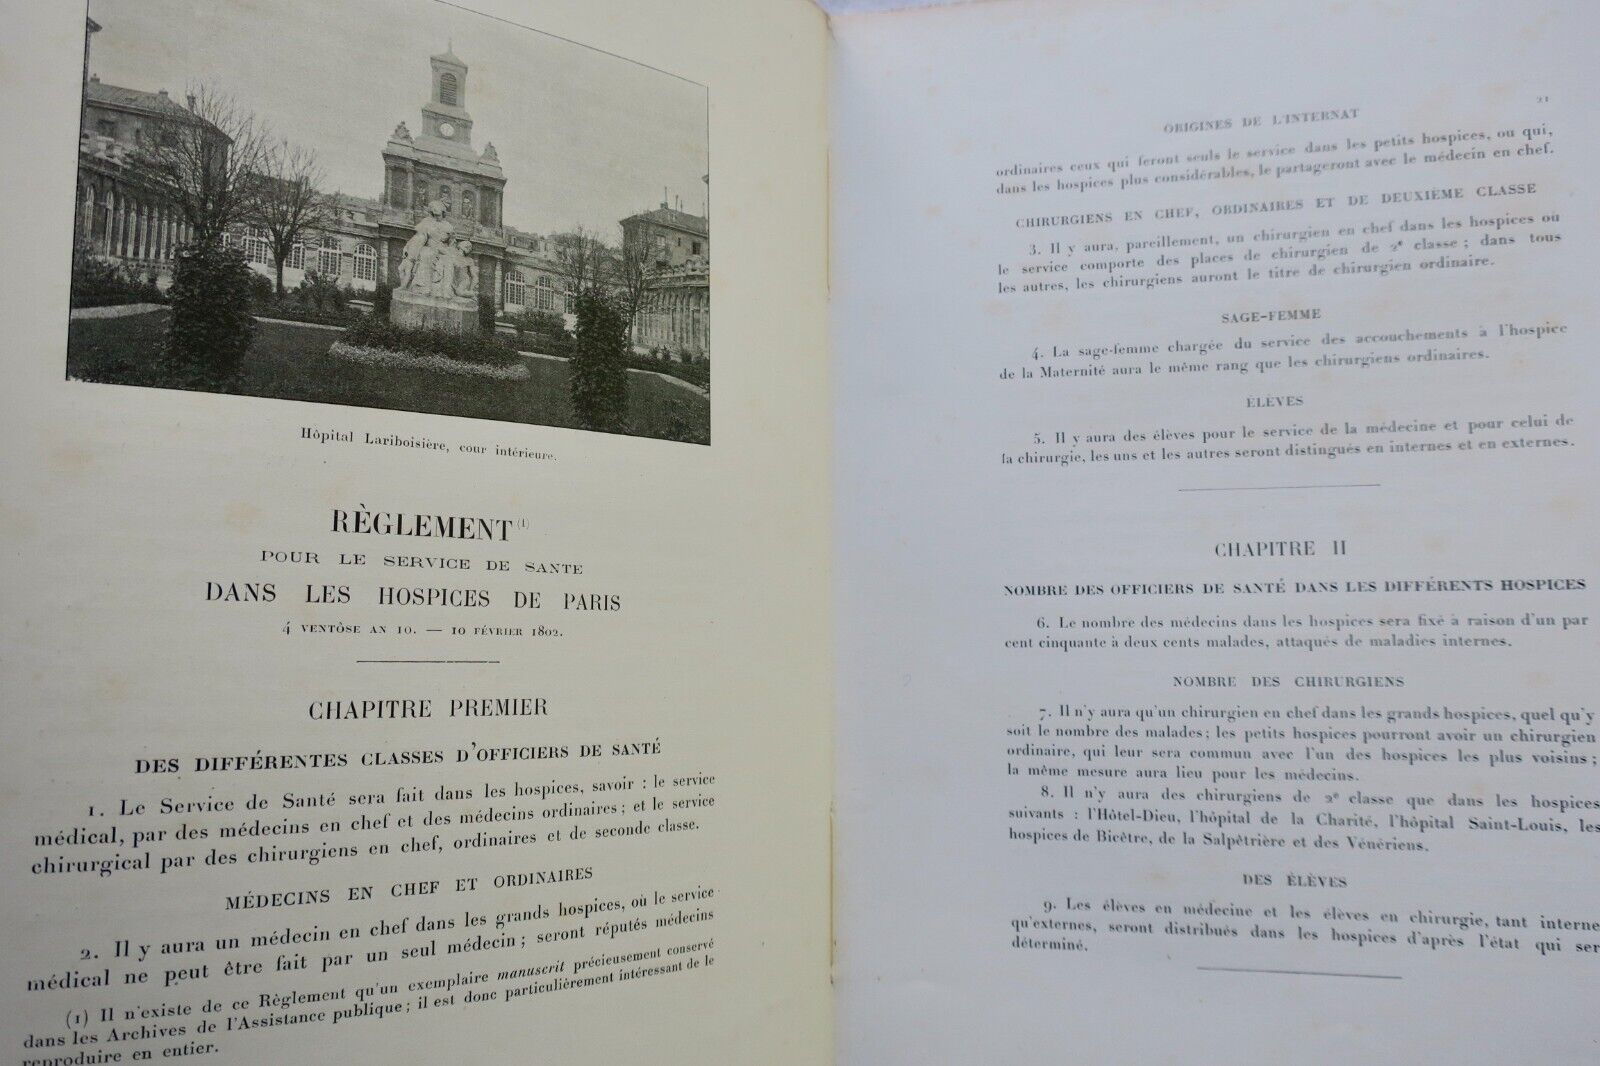 Hôpital Lariboisière, cour intérieure.
RÈGLEMENT (1)
POUR LE SERVICE DE SANTE
DANS LES HOSPICES DE PARIS
4 VENTÔSE AN 10. — 10 FÉVRIER 1802.
CHAPITRE PREMIER
DES DIFFÉRENTES CLASSES D'OFFICIERS DE SANTÉ
1. Le Service de Santé sera fait dans les hospices, savoir : le service
médical, par des médecins en chef et des médecins ordinaires ; et le service
chirurgical par des chirurgiens en chef, ordinaires et de seconde classe.
MÉDECINS EN CHEF ET ORDINAIRES
2. Il y aura un médecin en chef dans les grands hospices, où le service
médical ne peut être fait par un seul médecin ; seront réputés médecins
(1) Il n'existe de ce Règlement qu'un exemplaire manuscrit précieusement conservé
dans les Archives de l'Assistance publique ; il est donc particulièrement intéressant de le
reproduire en entier.
ORIGINES DE L'INTERNAT 21
ordinaires ceux qui feront seuls le service dans les petits hospices, ou qui,
dans les hospices plus considérables, le partageront avec le médecin en chef.
CHIRURGIENS EN CHEF, ORDINAIRES ET DE DEUXIÈME CLASSE
3. Il y aura, pareillement, un chirurgien en chef dans les hospices où
le service comporte des places de chirurgien de 2e classe ; dans tous
les autres, les chirurgiens auront le titre de chirurgien ordinaire.
SAGE-FEMME
4. La sage-femme chargée du service des accouchements à l'hospice
de la Maternité aura le même rang que les chirurgiens ordinaires.
ÉLÈVES
5. Il y aura des élèves pour le service de la médecine et pour celui de
la chirurgie, les uns et les autres seront distingués en internes et en externes.
CHAPITRE II
NOMBRE DES OFFICIERS DE SANTÉ DANS LES DIFFÉRENTS HOSPICES
6. Le nombre des médecins dans les hospices sera fixé à raison d'un par
cent cinquante à deux cents malades, attaqués de maladies internes.
NOMBRE DES CHIRURGIENS
7. Il n'y aura qu'un chirurgien en chef dans les grands hospices, quel qu'y
soit le nombre des malades ; les petits hospices pourront avoir un chirurgien
ordinaire, qui leur sera commun avec l'un des hospices les plus voisins ;
la même mesure aura lieu pour les médecins.
8. Il n'y aura des chirurgiens de 2e classe que dans les hospices
suivants : l'Hôtel-Dieu, l'hôpital de la Charité, l'hôpital Saint-Louis, les
hospices de Bicêtre, de la Salpêtrière et des Vénériens.
DES ÉLÈVES
9. Les élèves en médecine et les élèves en chirurgie, tant interne
qu'externes, seront distribués dans les hospices d'après l'état qui ser
déterminé.